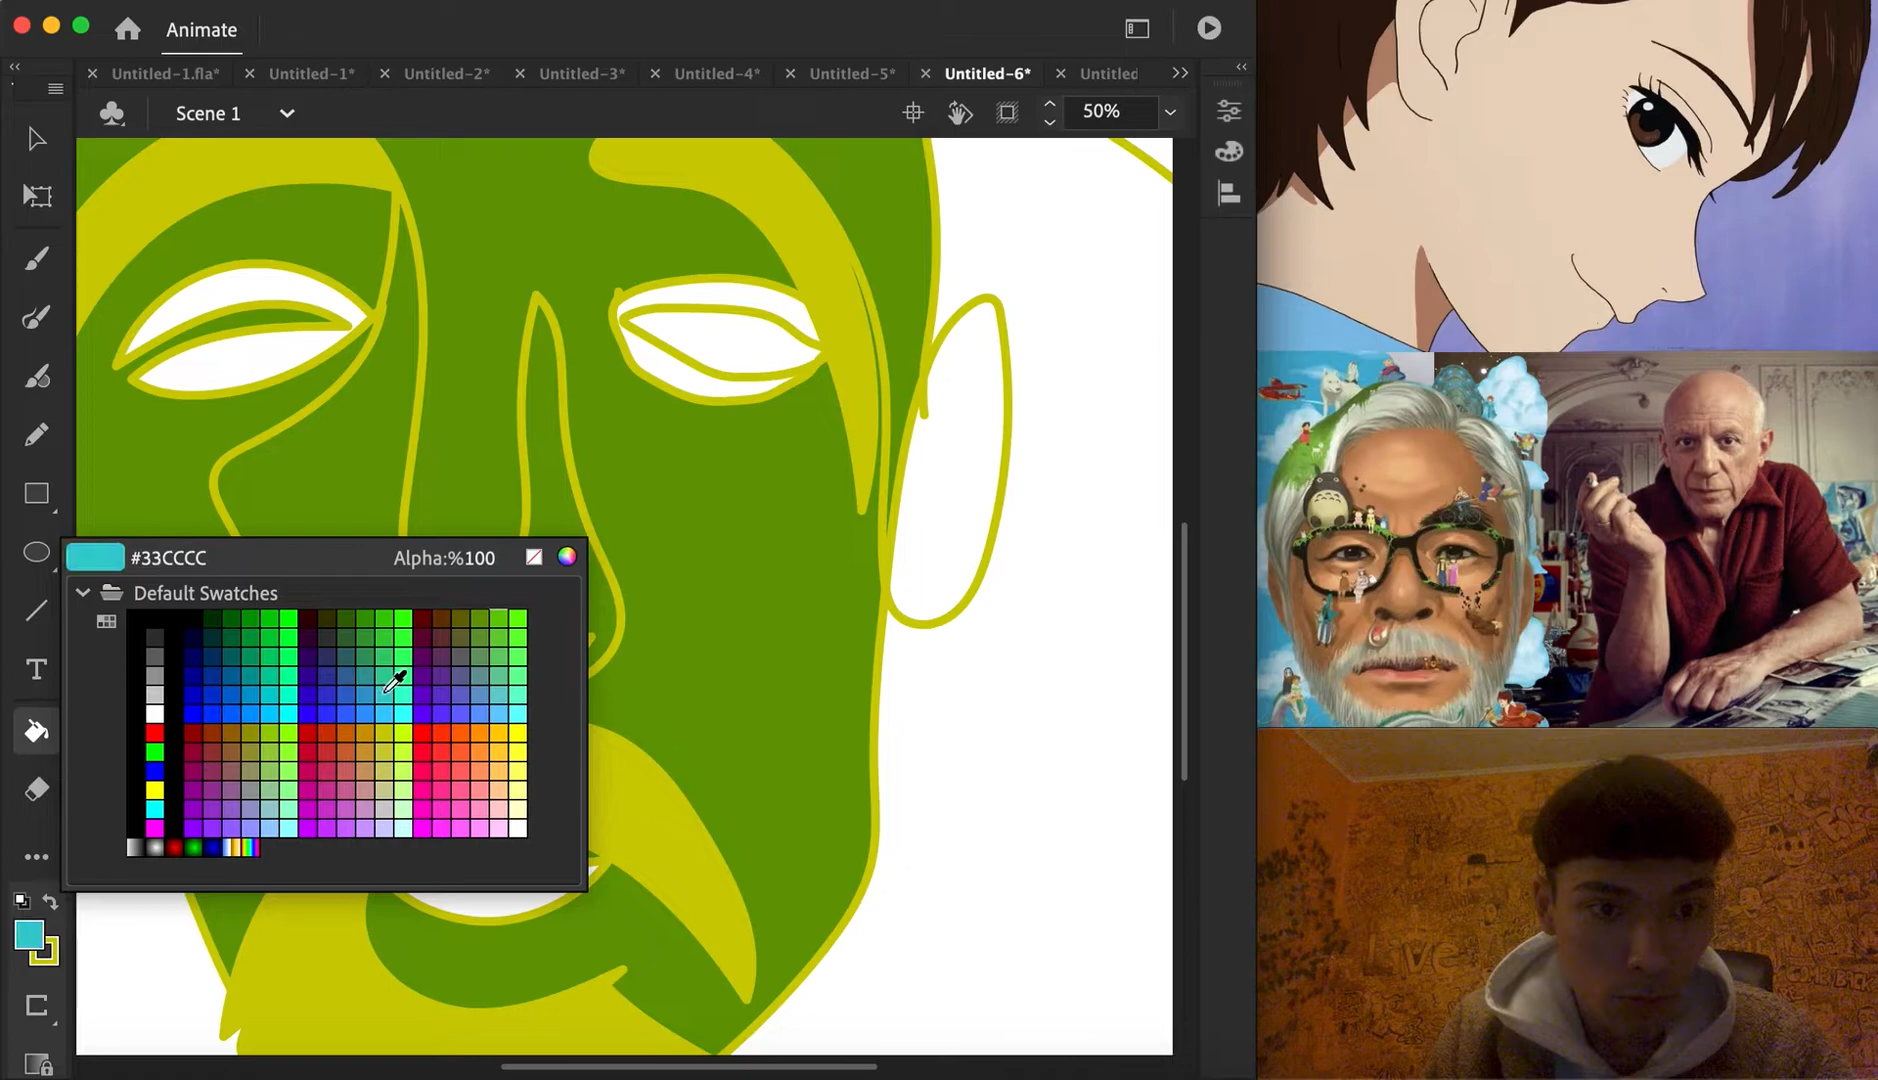 Animate
Untitled-1.fla*
Untitled-1*
Untitled-2*
Untitled-3*
Untitled-4*
Untitled-5*
Untitled-6*
Untitled
Scene 1
50%
#33CCCC
Alpha:%100
Default Swatches
T
Live